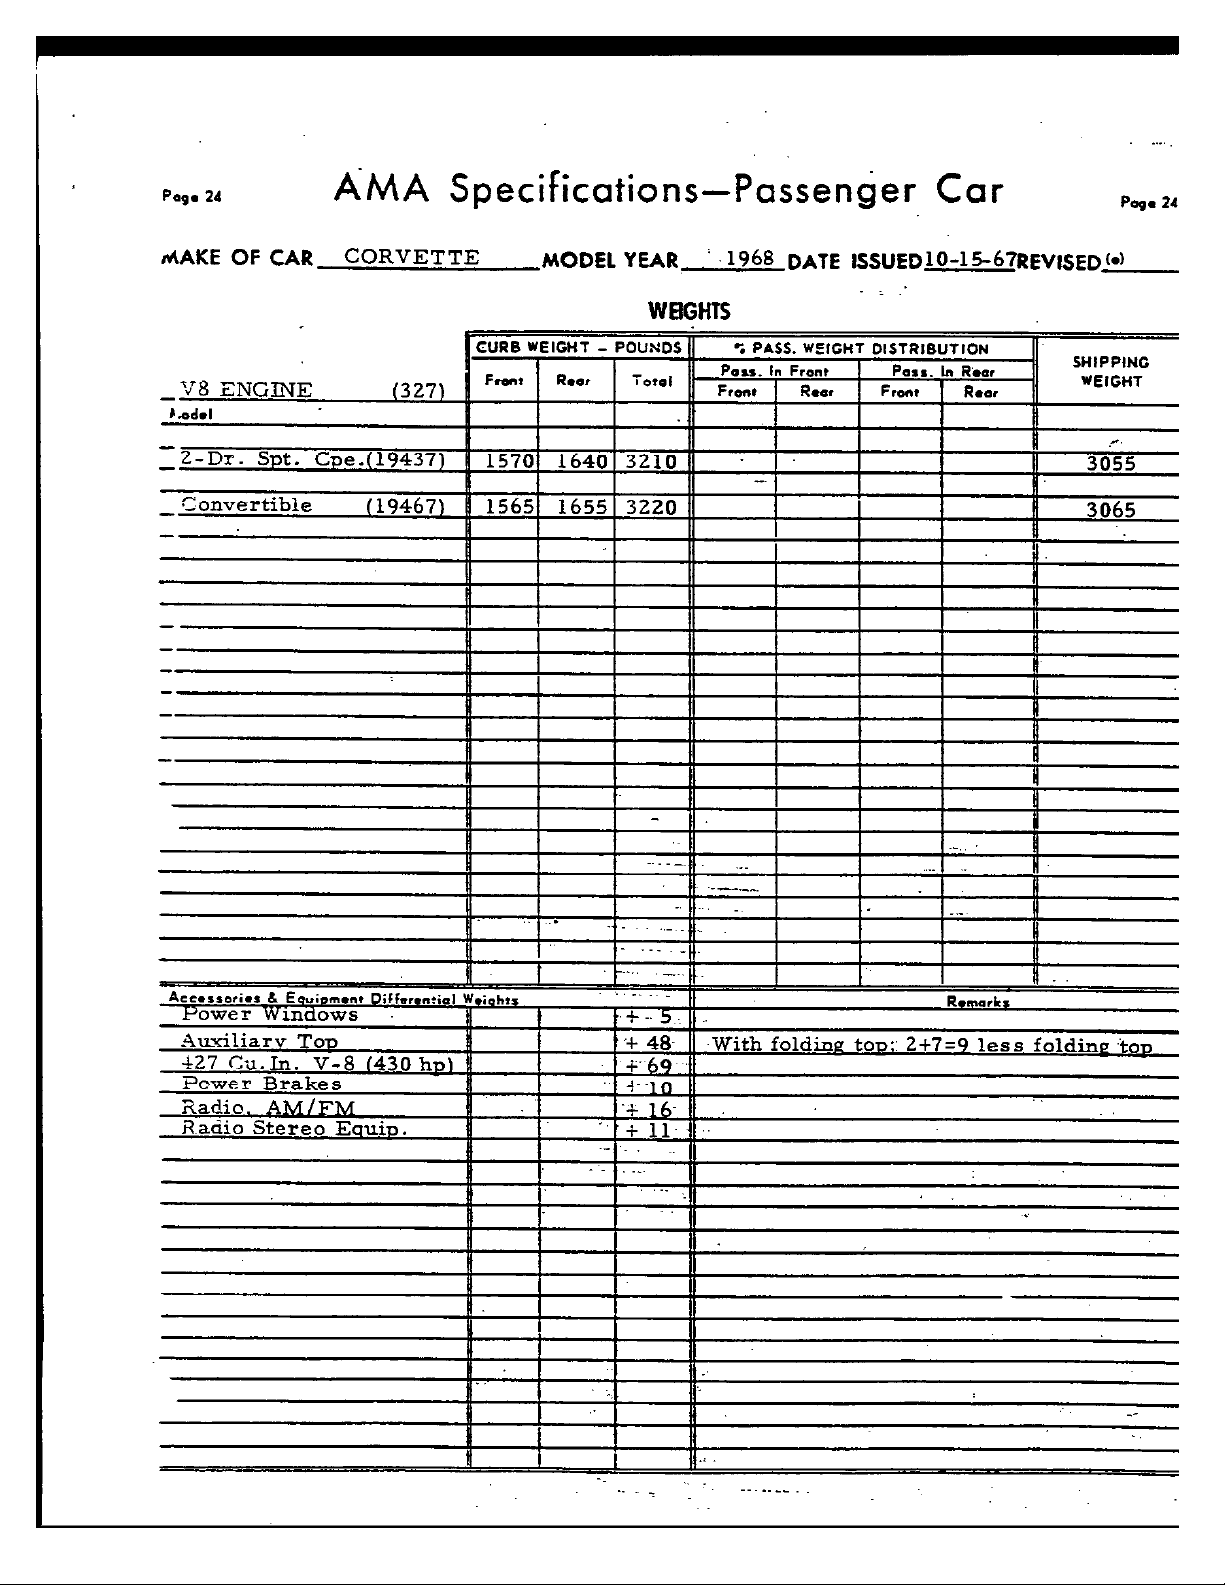 Page 24 AMA Specifications—Passenger Car Page 24
MAKE OF CAR CORVETTE MODEL YEAR 1968 DATE ISSUED 10-15-67 REVISED (•)
WEIGHTS
CURB WEIGHT - POUNDS % PASS. WEIGHT DISTRIBUTION SHIPPING WEIGHT
Pass. In Front Pass. In Rear
V8 ENGINE (327) Front Rear Total Front Rear Front Rear
Model
2-Dr. Spt. Cpe.(19437) 1570 1640 3210 3055
Convertible (19467) 1565 1655 3220 3065
Accessories & Equipment Differential Weights Remarks
Power Windows + 5
Auxiliary Top + 48 With folding top; 2+7=9 less folding top
427 Cu.In. V-8 (430 hp) + 69
Power Brakes + 10
Radio, AM/FM + 16
Radio Stereo Equip. + 11